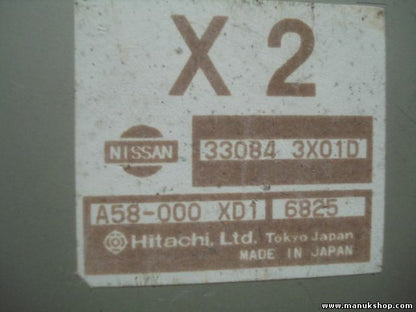 X 2
NISSAN 33084 3X01D
A58-000 XD1 6825
Hitachi, Ltd. Tokyo Japan
MADE IN JAPAN
www.manukshop.com